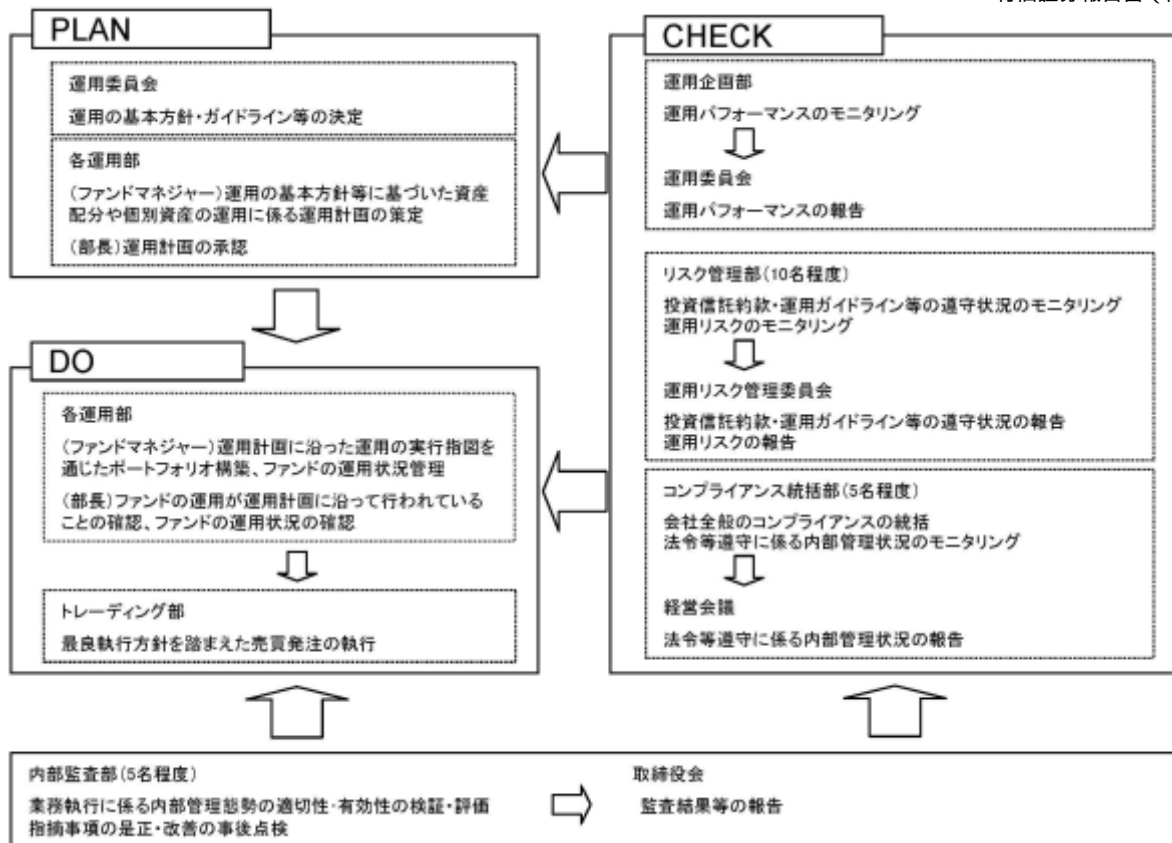 PLAN
運用委員会
運用の基本方針・ガイドライン等の決定
各運用部
(ファンドマネジャー)運用の基本方針等に基づいた資産
配分や個別資産の運用に係る運用計画の策定
(部長)運用計画の承認
DO
各運用部
(ファンドマネジャー)運用計画に沿った運用の実行指図を
通じたポートフォリオ構築、ファンドの運用状況管理
(部長)ファンドの運用が運用計画に沿って行われている
ことの確認、ファンドの運用状況の確認
トレーディング部
最良執行方針を踏まえた売買発注の執行
CHECK
運用企画部
運用パフォーマンスのモニタリング
運用委員会
運用パフォーマンスの報告
リスク管理部(10名程度)
投資信託約款・運用ガイドライン等の遵守状況のモニタリング
運用リスクのモニタリング
運用リスク管理委員会
投資信託約款・運用ガイドライン等の遵守状況の報告
運用リスクの報告
コンプライアンス統括部(5名程度)
会社全般のコンプライアンスの統括
法令等遵守に係る内部管理状況のモニタリング
経営会議
法令等遵守に係る内部管理状況の報告
内部監査部(5名程度)
業務執行に係る内部管理態勢の適切性・有効性の検証・評価
指摘事項の是正・改善の事後点検
取締役会
監査結果等の報告